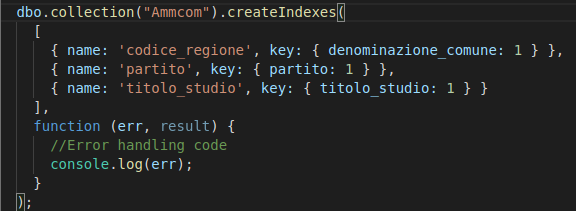 dbo.collection("Ammcom").createIndexes(
[
{ name: 'codice_regione', key: { denominazione_comune: 1 } },
{ name: 'partito', key: { partito: 1 } },
{ name: 'titolo_studio', key: { titolo_studio: 1 } }
],
function (err, result) {
//Error handling code
console.log(err);
}
);